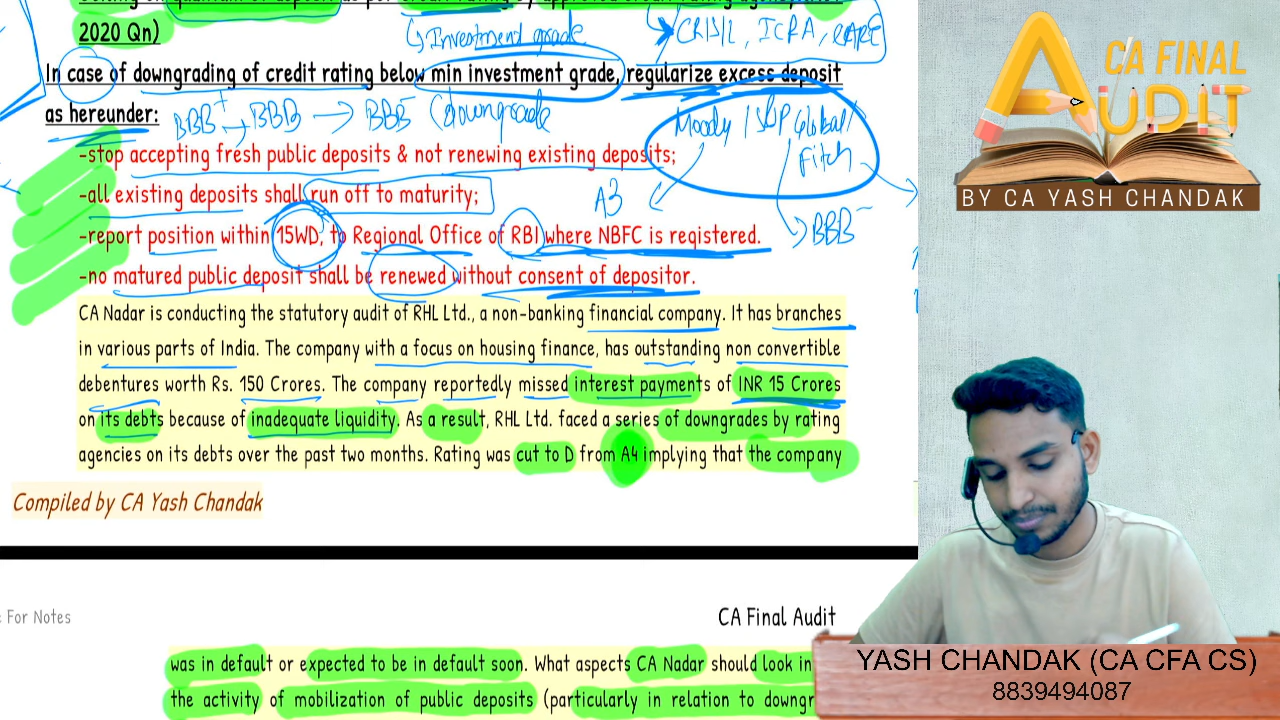 2020 Qn)
Investment grade
CRISIL, ICRA, CARE
In case of downgrading of credit rating below min investment grade, regularize excess deposit
as hereunder:
BBB+ → BBB → BBB- (downgrade
Moody / S&P Global/
Fitch
-stop accepting fresh public deposits & not renewing existing deposits;
-all existing deposits shall run off to maturity;
A3
-report position within 15WD; to Regional Office of RBI where NBFC is registered.
BBB-
-no matured public deposit shall be renewed without consent of depositor.
CA Nadar is conducting the statutory audit of RHL Ltd., a non-banking financial company. It has branches
in various parts of India. The company with a focus on housing finance, has outstanding non convertible
debentures worth Rs. 150 Crores. The company reportedly missed interest payments of INR 15 Crores
on its debts because of inadequate liquidity. As a result, RHL Ltd. faced a series of downgrades by rating
agencies on its debts over the past two months. Rating was cut to D from A4 implying that the company
Compiled by CA Yash Chandak
For Notes
CA Final Audit
was in default or expected to be in default soon. What aspects CA Nadar should look in
the activity of mobilization of public deposits (particularly in relation to downgr
CA FINAL
AUDIT
BY CA YASH CHANDAK
YASH CHANDAK (CA CFA CS)
8839494087